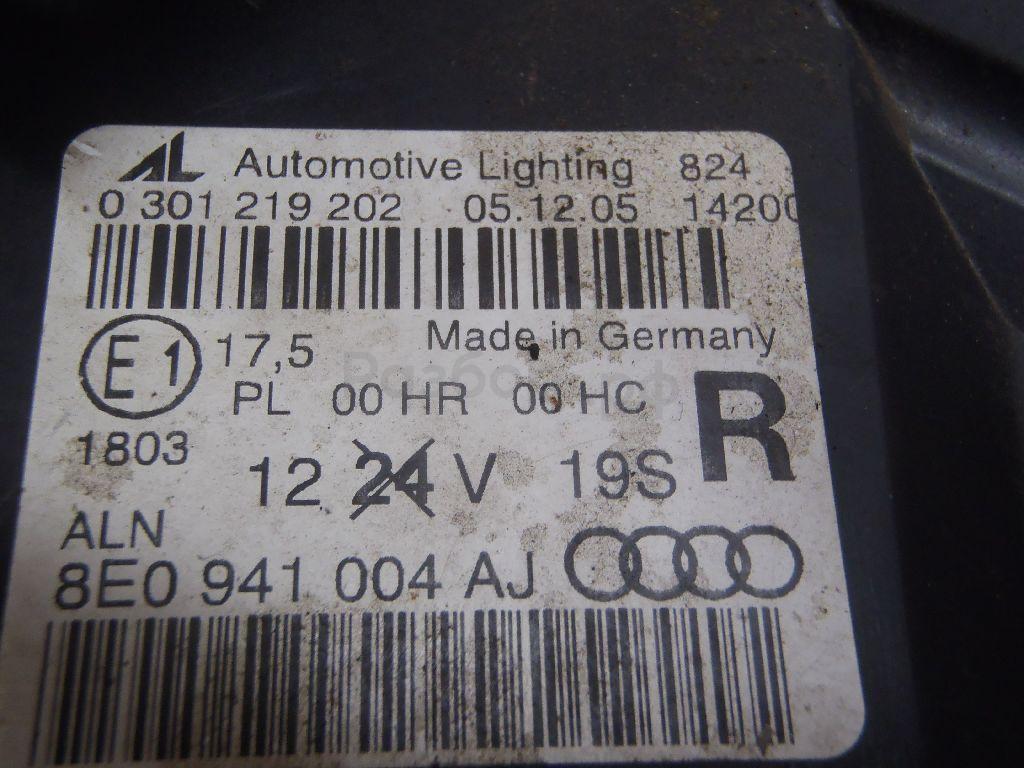 AL Automotive Lighting 824
0 301 219 202 05.12.05 14200
E1 17,5 Made in Germany
PL 00 HR 00 HC R
1803
12 24 V 19S
ALN
8E0 941 004 AJ